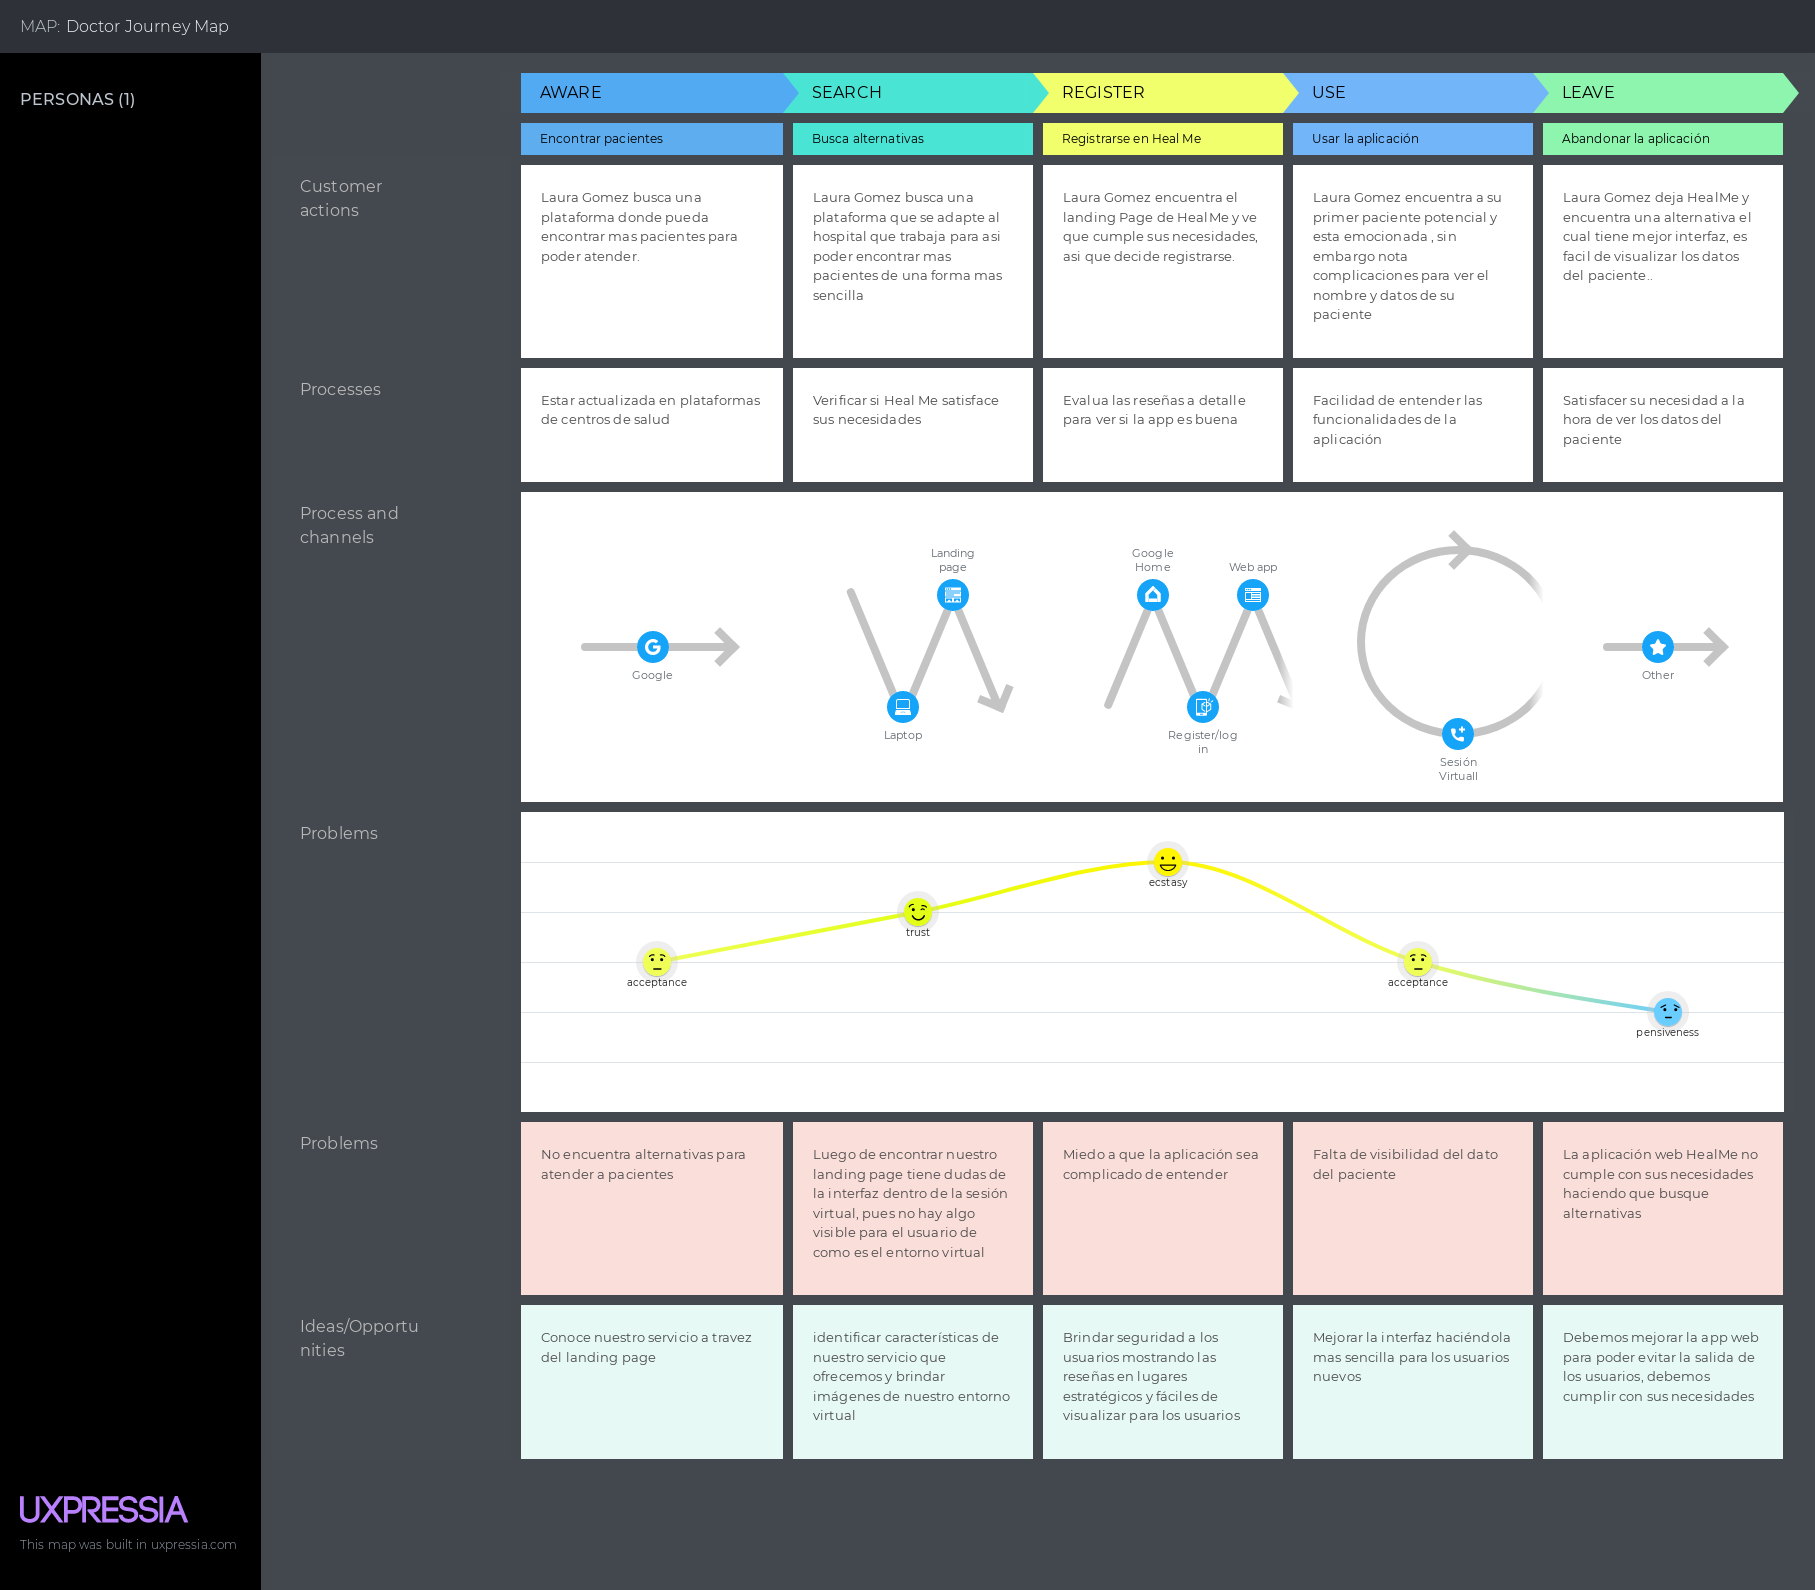 MAP: Doctor Journey Map
PERSONAS (1)
AWARE
SEARCH
REGISTER
USE
LEAVE
Encontrar pacientes
Busca alternativas
Registrarse en Heal Me
Usar la aplicación
Abandonar la aplicación
Customer
actions
Laura Gomez busca una
plataforma donde pueda
encontrar mas pacientes para
poder atender.
Laura Gomez busca una
plataforma que se adapte al
hospital que trabaja para asi
poder encontrar mas
pacientes de una forma mas
sencilla
Laura Gomez encuentra el
landing Page de HealMe y ve
que cumple sus necesidades,
asi que decide registrarse.
Laura Gomez encuentra a su
primer paciente potencial y
esta emocionada , sin
embargo nota
complicaciones para ver el
nombre y datos de su
paciente
Laura Gomez deja HealMe y
encuentra una alternativa el
cual tiene mejor interfaz, es
facil de visualizar los datos
del paciente..
Processes
Estar actualizada en plataformas
de centros de salud
Verificar si Heal Me satisface
sus necesidades
Evalua las reseñas a detalle
para ver si la app es buena
Facilidad de entender las
funcionalidades de la
aplicación
Satisfacer su necesidad a la
hora de ver los datos del
paciente
Process and
channels
Google
Laptop
Landing
page
Google
Home
Register/log
in
Web app
Sesión
Virtuall
Other
Problems
acceptance
trust
ecstasy
acceptance
pensiveness
Problems
No encuentra alternativas para
atender a pacientes
Luego de encontrar nuestro
landing page tiene dudas de
la interfaz dentro de la sesión
virtual, pues no hay algo
visible para el usuario de
como es el entorno virtual
Miedo a que la aplicación sea
complicado de entender
Falta de visibilidad del dato
del paciente
La aplicación web HealMe no
cumple con sus necesidades
haciendo que busque
alternativas
Ideas/Opportu
nities
Conoce nuestro servicio a travez
del landing page
identificar características de
nuestro servicio que
ofrecemos y brindar
imágenes de nuestro entorno
virtual
Brindar seguridad a los
usuarios mostrando las
reseñas en lugares
estratégicos y fáciles de
visualizar para los usuarios
Mejorar la interfaz haciéndola
mas sencilla para los usuarios
nuevos
Debemos mejorar la app web
para poder evitar la salida de
los usuarios, debemos
cumplir con sus necesidades
UXPRESSIA
This map was built in uxpressia.com